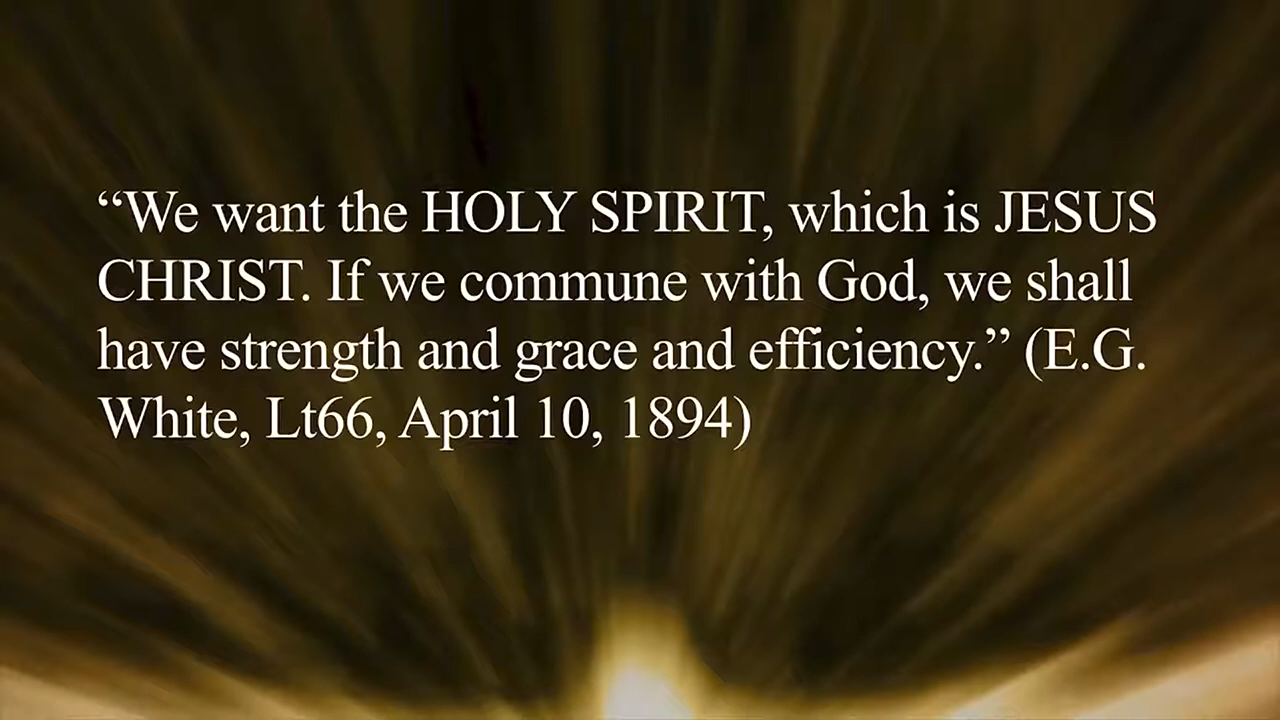 “We want the HOLY SPIRIT, which is JESUS
CHRIST. If we commune with God, we shall
have strength and grace and efficiency.” (E.G.
White, Lt66, April 10, 1894)